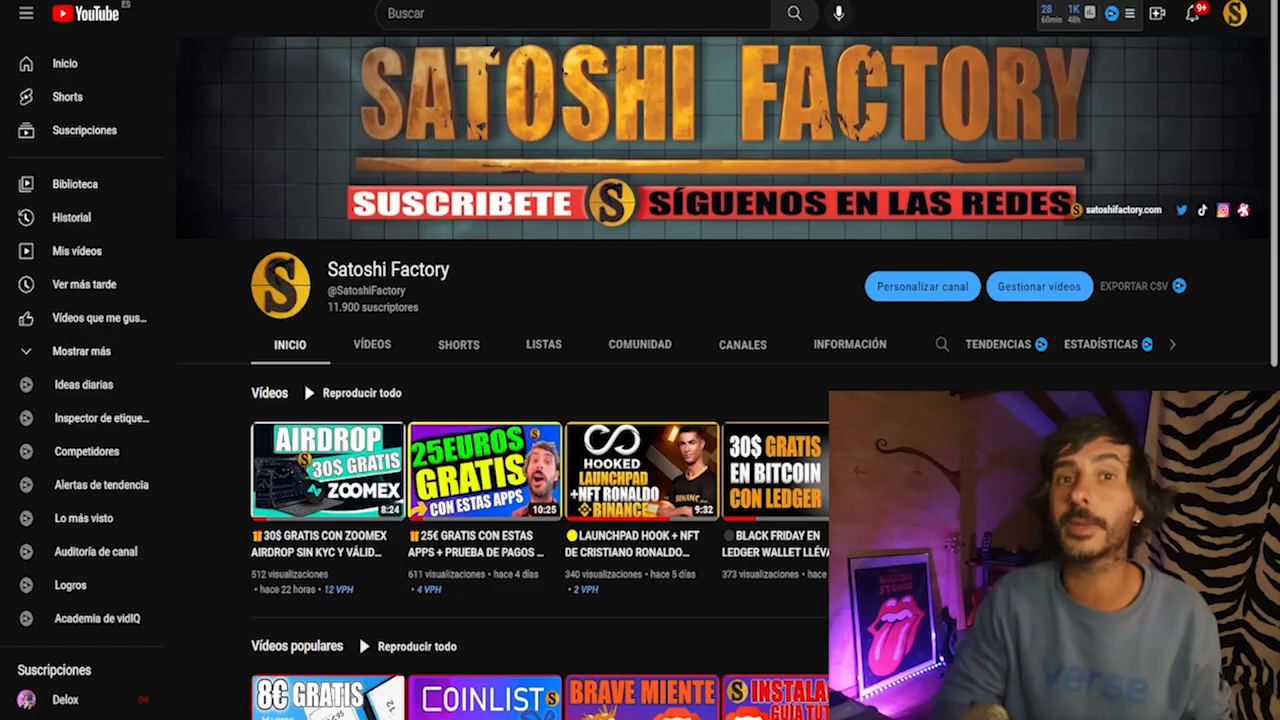 YouTube ES
Buscar
28
60min
1K
48h
9+
Inicio
Shorts
Suscripciones
Biblioteca
Historial
Mis vídeos
Ver más tarde
Vídeos que me gus...
Mostrar más
Ideas diarias
Inspector de etique...
Competidores
Alertas de tendencia
Lo más visto
Auditoría de canal
Logros
Academia de vidIQ
Suscripciones
Delox
SATOSHI FACTORY
SUSCRIBETE S SÍGUENOS EN LAS REDES
satoshifactory.com
Satoshi Factory
@SatoshiFactory
11.900 suscriptores
Personalizar canal
Gestionar vídeos
EXPORTAR CSV
INICIO VÍDEOS SHORTS LISTAS COMUNIDAD CANALES INFORMACIÓN TENDENCIAS ESTADÍSTICAS
Vídeos Reproducir todo
AIRDROP
30$ GRATIS
ZOOMEX
8:24
🎁30$ GRATIS CON ZOOMEX
AIRDROP SIN KYC Y VÁLID...
512 visualizaciones
• hace 22 horas • 12 VPH
25EUROS
GRATIS
CON ESTAS APPS
10:25
🎁25€ GRATIS CON ESTAS
APPS + PRUEBA DE PAGOS ...
611 visualizaciones • hace 4 días
• 4 VPH
HOOKED
LAUNCHPAD
+NFT RONALDO
BINANCE
9:32
🟡LAUNCHPAD HOOK + NFT
DE CRISTIANO RONALDO...
340 visualizaciones • hace 5 días
• 2 VPH
30$ GRATIS
EN BITCOIN
CON LEDGER
BLACK FRIDAY EN
LEDGER WALLET LLÉVA
373 visualizaciones • hace
Vídeos populares Reproducir todo
8€ GRATIS
COINLIST
BRAVE MIENTE
INSTALA
GUÍA TUT
verse